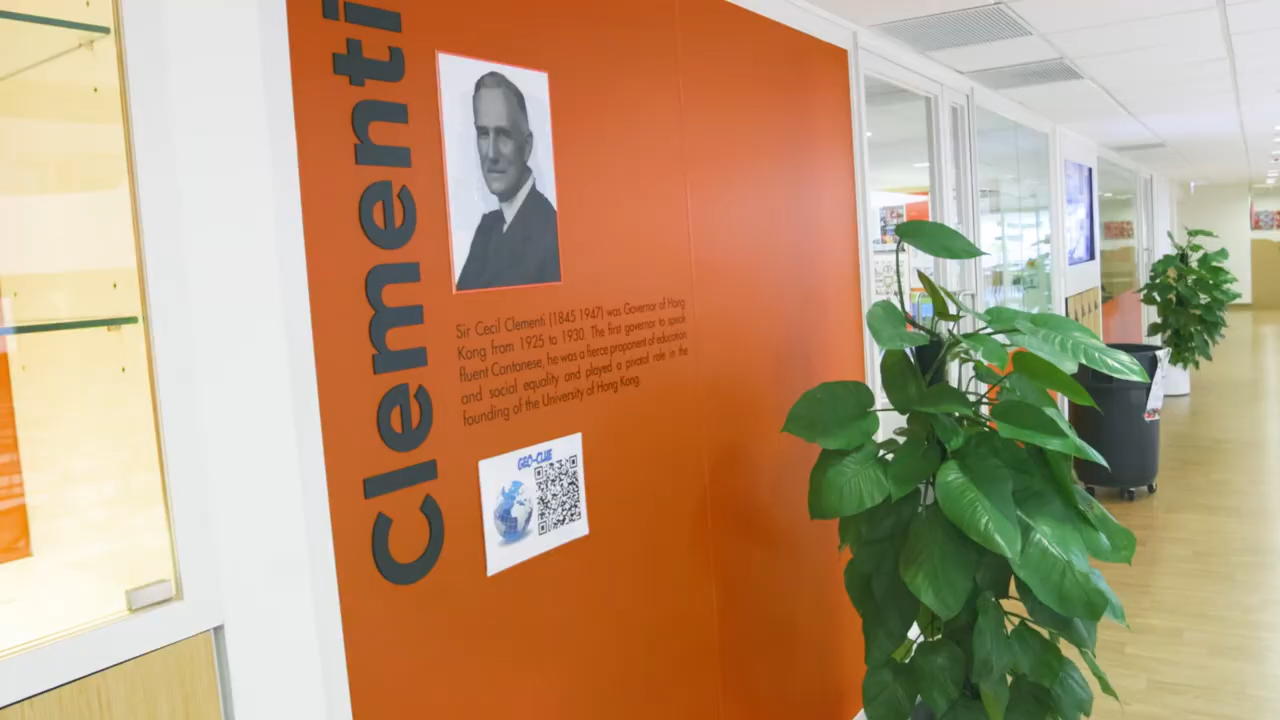 Clementi
Sir Cecil Clementi (1845 1947) was Governor of Hong
Kong from 1925 to 1930. The first governor to speak
fluent Cantonese, he was a fierce proponent of education
and social equality and played a pivotal role in the
founding of the University of Hong Kong.
GEO-CLUE